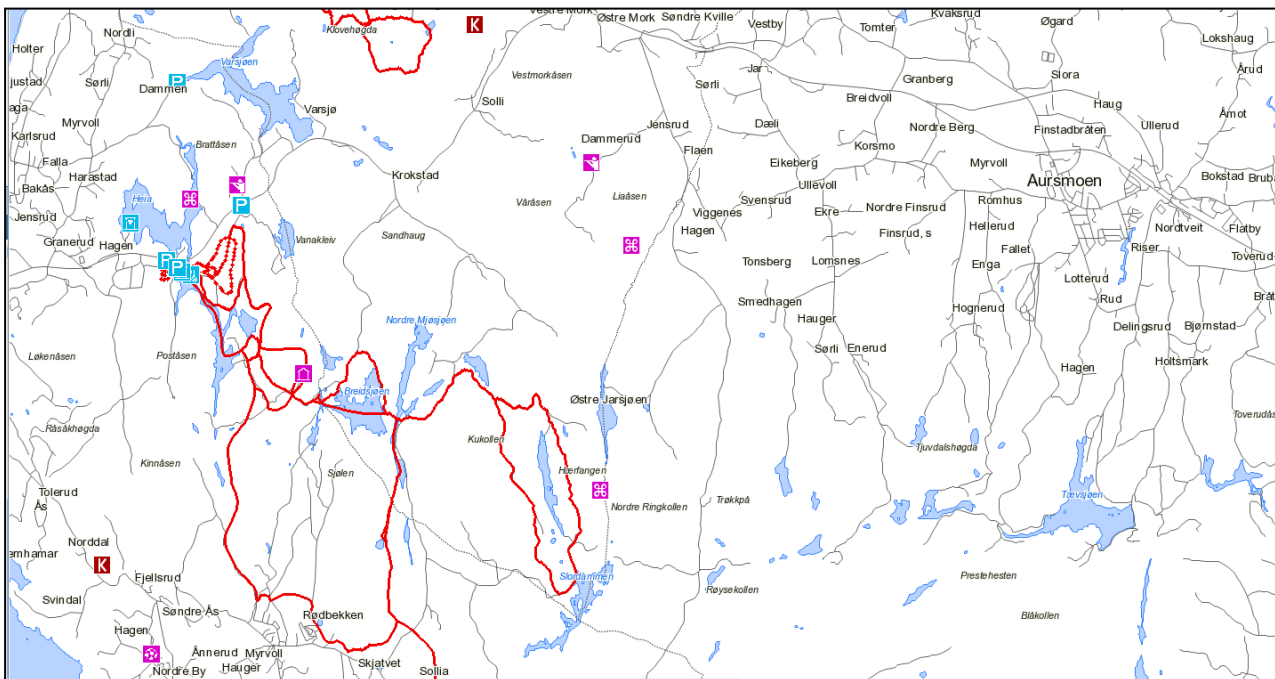 Vestre Mork
Østre Mork
Søndre Kville
Vestby
Tomter
Kvaksrud
Øgard
Lokshaug
Nordli
Klovehøgda
K
Holter
Varsjøen
Jar
Slora
Årud
Vestmorkåsen
Granberg
Sørli
P
Dammen
Sørli
Breidvoll
Solli
Haug
Varsjø
Åmot
Myrvoll
Jensrud
Dæli
Nordre Berg
Finstadbråten
Ullerud
Karlsrud
Dammerud
Brattåsen
Flaen
Korsmo
Falla
Eikeberg
Myrvoll
Harastad
Krokstad
Aursmoen
Bokstad
Bakås
Ullevoll
Liaåsen
Heia
Våråsen
Svensrud
Romhus
P
Viggenes
Ekre
Nordre Finsrud
Jensrud
Hellerud
Nordtveit
Flatby
Hagen
Finsrud, s
Sandhaug
Vanakleiv
Granerud
Hagen
Fallet
Riser
Tonsberg
Lomsnes
Enga
P
P
Lotterud
Smedhagen
Rud
Hognerud
Nordre Mjøsjøen
Hauger
Delingsrud
Bjørnstad
Sørli
Enerud
Løkenåsen
Poståsen
Holtsmark
Hagen
Breidsjøen
Østre Jarsjøen
Råsåkhøgda
Kukollen
Tjuvdalshøgda
Kinnåsen
Sjølen
Hjerfangen
Tolerud
Ås
Tævsjøen
Trøkkpå
Nordre Ringkollen
Norddal
K
Slordammen
Prestehesten
Fjellsrud
Røysekollen
Svindal
Søndre Ås
Rødbekken
Blåkollen
Hagen
Ånnerud
Myrvoll
Skjatvet
Hauger
Nordre By
Sollia